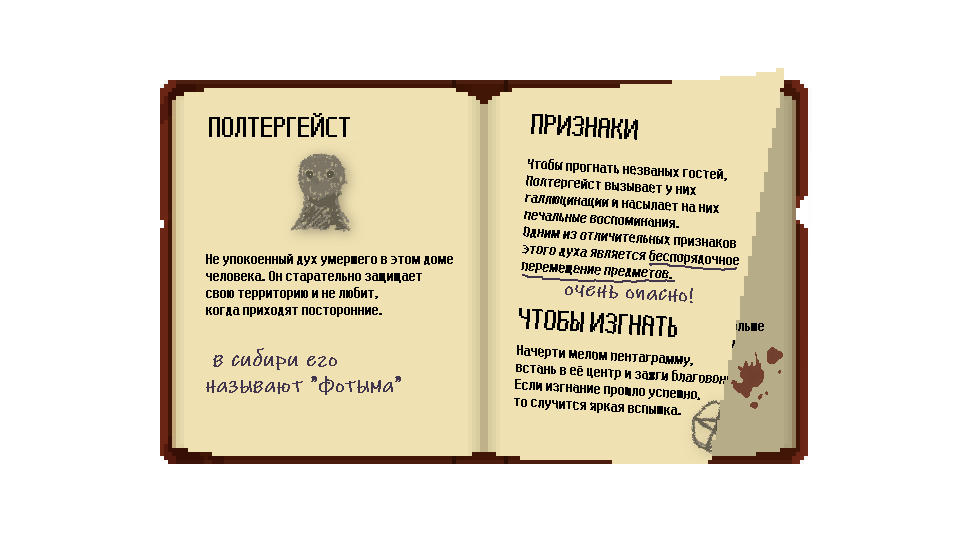 ПОЛТЕРГЕЙСТ
Не упокоенный дух умершего в этом доме
человека. Он старательно защищает
свою территорию и не любит,
когда приходят посторонние.
в сибири его
называют "Фотыма"
ПРИЗНАКИ
Чтобы прогнать незваных гостей,
Полтергейст вызывает у них
галлюцинации и насылает на них
печальные воспоминания.
Одним из отличительных признаков
этого духа является беспорядочное
перемещение предметов.
очень опасно!
ЧТОБЫ ИЗГНАТЬ
Начерти мелом пентаграмму,
встань в её центр и зажги
Если изгнание прошло успешно,
то случится яркая вспышка.